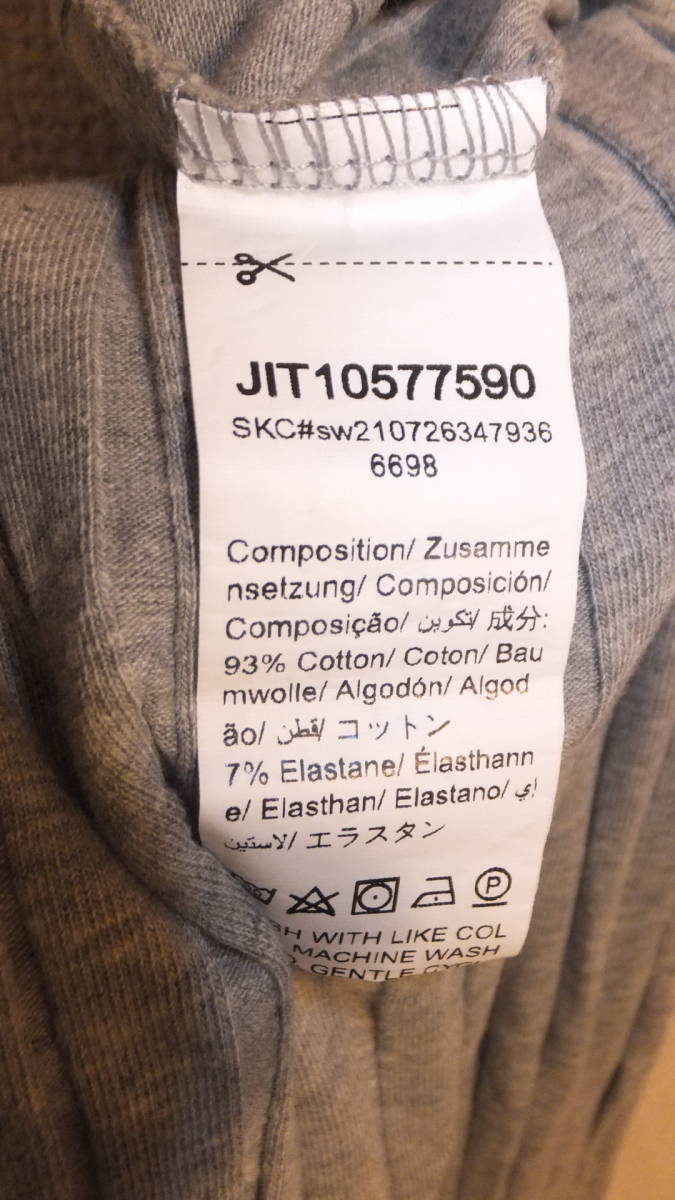 JIT10577590
SKC#sw210726347936
6698
Composition/ Zusamme
nsetzung/ Composición/
Composição/ تكوين/ 成分:
93% Cotton/ Coton/ Bau
mwolle/ Algodón/ Algod
ão/ قطن/ コットン
7% Elastane/ Élasthann
e/ Elasthan/ Elastano/ إي
لاستين/ エラスタン
P
WITH LIKE COL
MACHINE WASH
GENTLE